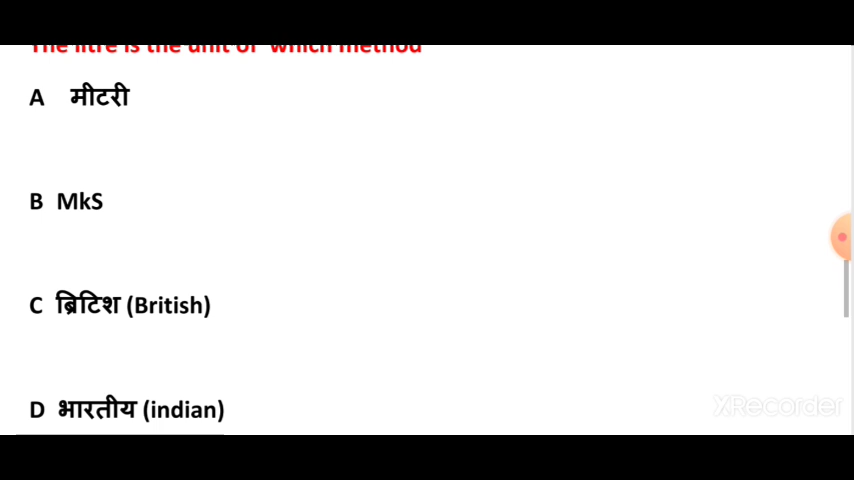 The litre is the unit of which method
A मीटरी
B MkS
C ब्रिटिश (British)
D भारतीय (indian)
XRecorder